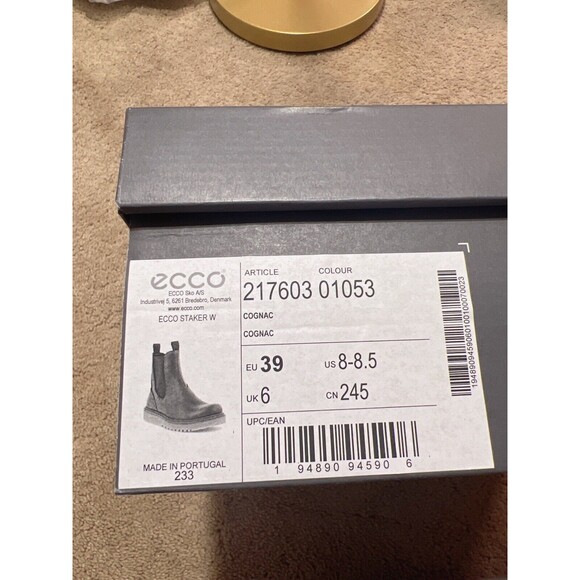 ecco
ECCO Sko A/S
Industrivej 5, 6261 Bredebro, Denmark
www.ecco.com
ECCO STAKER W
MADE IN PORTUGAL
233
ARTICLE COLOUR
217603 01053
COGNAC
COGNAC
EU 39 US 8-8.5
UK 6 CN 245
UPC/EAN
1 94890 94590 6
1948909459060100100070023